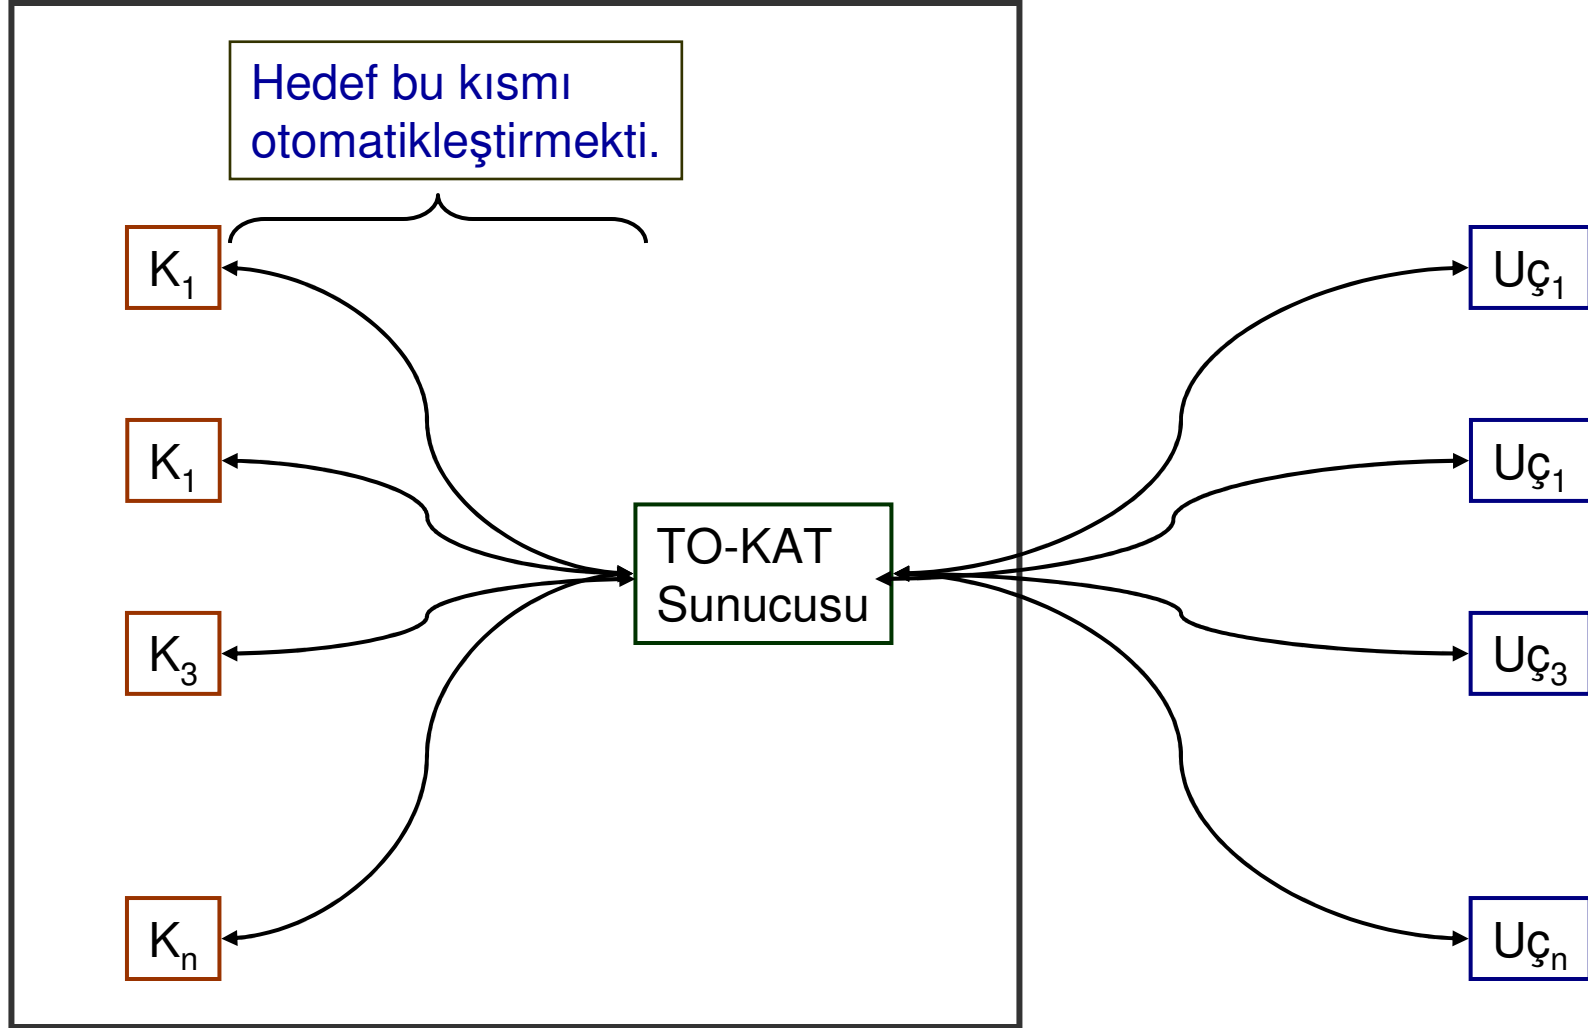 Hedef bu kısmı
otomatikleştirmekti.
K₁
Uç₁
K₁
Uç₁
TO-KAT
Sunucusu
K₃
Uç₃
Kₙ
Uçₙ